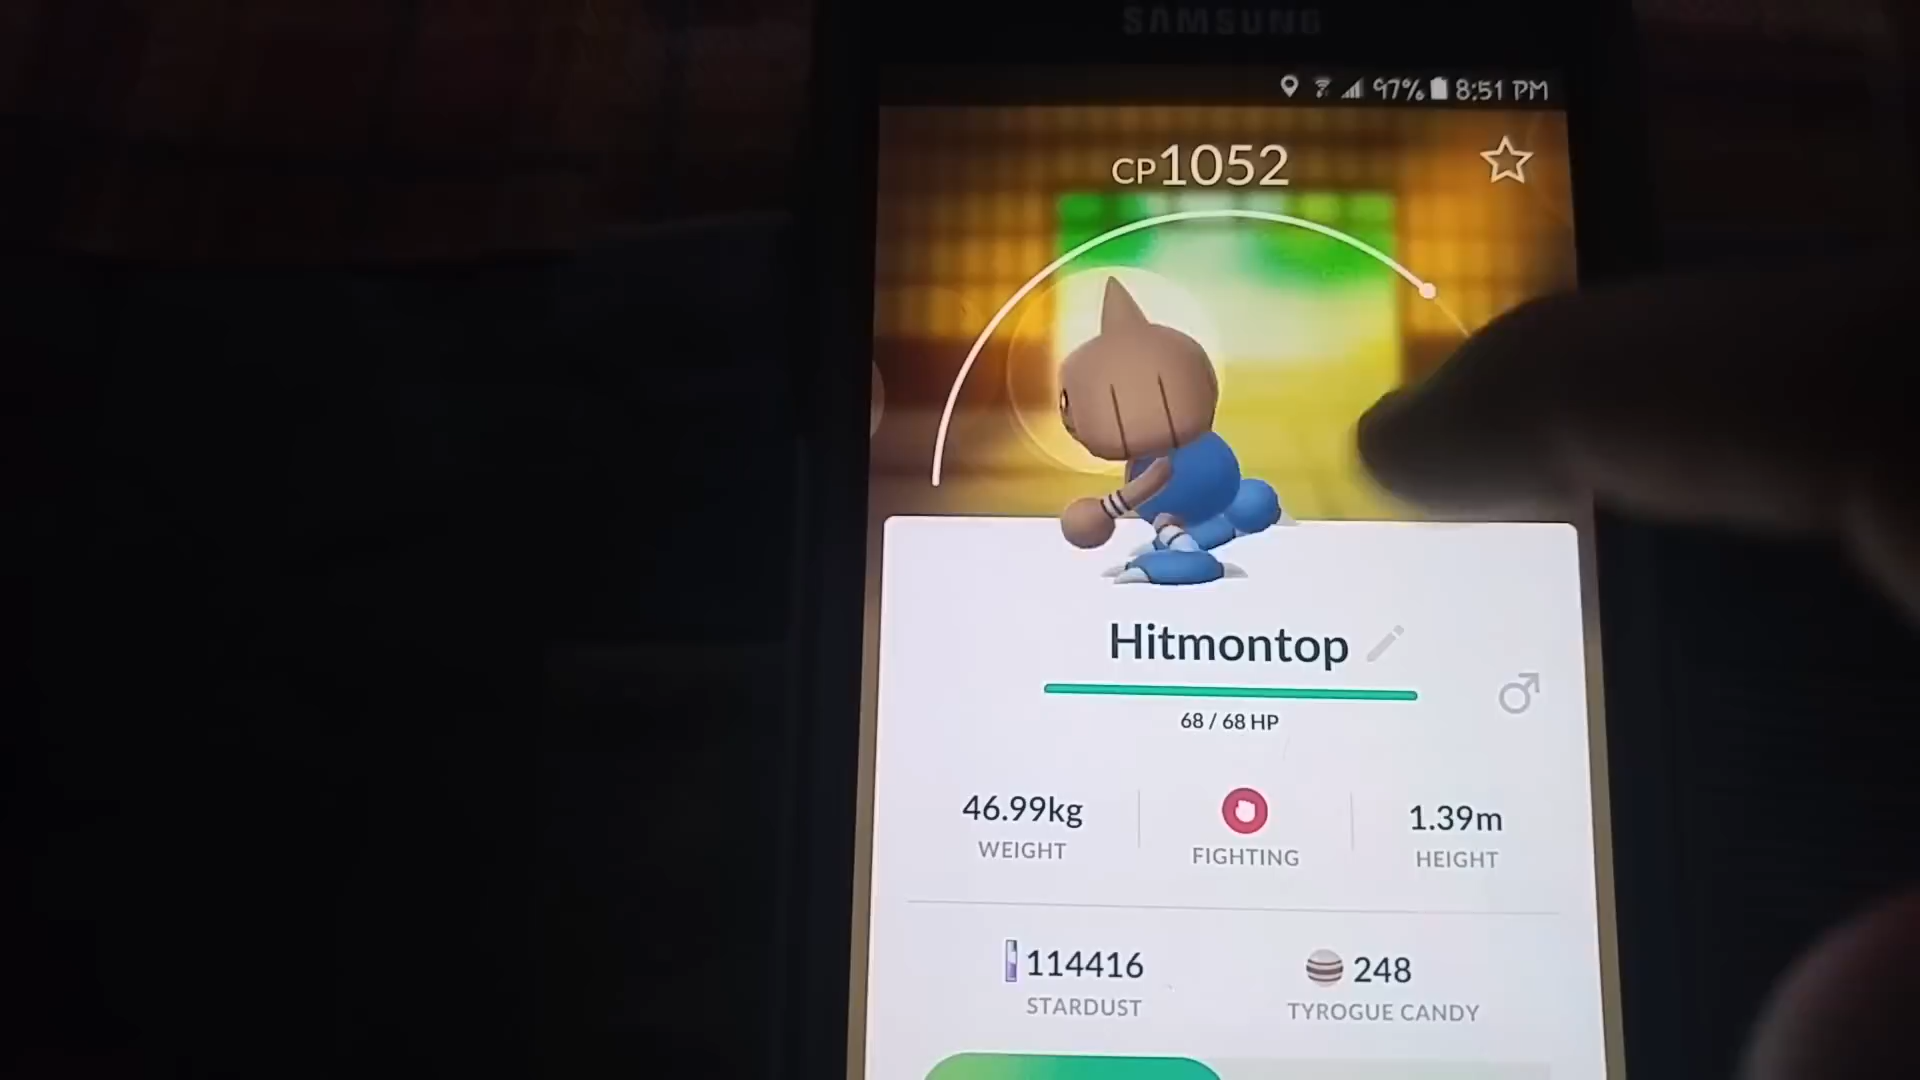 SAMSUNG
97% 8:51 PM
CP1052
Hitmontop
68 / 68 HP
46.99kg
WEIGHT
FIGHTING
1.39m
HEIGHT
114416
STARDUST
248
TYROGUE CANDY